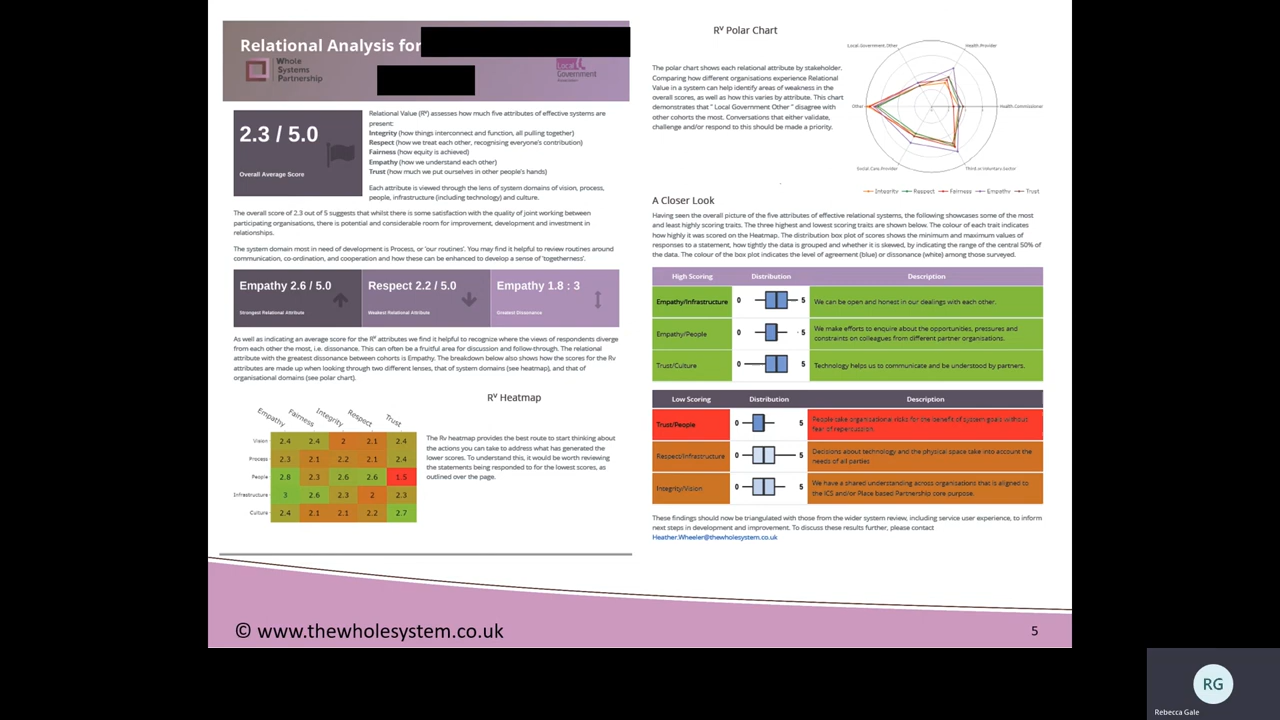 Relational Analysis for
Whole
Systems
Partnership
Local
Government
2.3 / 5.0
Overall Average Score
Relational Value (Rᵛ) assesses how much five attributes of effective systems are
present:
Integrity (how things interconnect and function, all pulling together)
Respect (how we treat each other, recognising everyone's contribution)
Fairness (how equity is achieved)
Empathy (how we understand each other)
Trust (how much we put ourselves in other people's hands)
Each attribute is viewed through the lens of system domains of vision, process,
people, infrastructure (including technology) and culture.
The overall score of 2.3 out of 5 suggests that whilst there is some satisfaction with the quality of joint working between
participating organisations, there is potential and considerable room for improvement, development and investment in
relationships.
The system domain most in need of development is Process, or 'our routines'. You may find it helpful to review routines around
communication, co-ordination, and cooperation and how these can be enhanced to develop a sense of 'togetherness'.
Empathy 2.6 / 5.0
Strongest Relational Attribute
Respect 2.2 / 5.0
Weakest Relational Attribute
Empathy 1.8 : 3
Greatest Dissonance
As well as indicating an average score for the Rᵛ attributes we find it helpful to recognize where the views of respondents diverge
from each other the most, i.e. dissonance. This can often be a fruitful area for discussion and follow-through. The relational
attribute with the greatest dissonance between cohorts is Empathy. The breakdown below also shows how the scores for the Rv
attributes are made up when looking through two different lenses, that of system domains (see heatmap), and that of
organisational domains (see polar chart).
Rᵛ Heatmap
Empathy Fairness Integrity Respect Trust
Vision 2.4 2.4 2 2.1 2.4
Process 2.3 2.1 2.2 2.1 2.4
People 2.8 2.3 2.6 2.6 1.5
Infrastructure 3 2.6 2.3 2 2.3
Culture 2.4 2.1 2.1 2.2 2.7
The Rv heatmap provides the best route to start thinking about
the actions you can take to address what has generated the
lower scores. To understand this, it would be worth reviewing
the statements being responded to for the lowest scores, as
outlined over the page.
Rᵛ Polar Chart
The polar chart shows each relational attribute by stakeholder.
Comparing how different organisations experience Relational
Value in a system can help identify areas of weakness in the
overall scores, as well as how this varies by attribute. This chart
demonstrates that " Local Government Other " disagree with
other cohorts the most. Conversations that either validate,
challenge and/or respond to this should be made a priority.
Local Government Other
Health Provider
Other
Health Commissioner
Social Care Provider
Third or Voluntary Sector
Integrity Respect Fairness Empathy Trust
A Closer Look
Having seen the overall picture of the five attributes of effective relational systems, the following showcases some of the most
and least highly scoring traits. The three highest and lowest scoring traits are shown below. The colour of each trait indicates
how highly it was scored on the Heatmap. The distribution box plot of scores shows the minimum and maximum values of
responses to a statement, how tightly the data is grouped and whether it is skewed, by indicating the range of the central 50% of
the data. The colour of the box plot indicates the level of agreement (blue) or dissonance (white) among those surveyed.
High Scoring Distribution Description
Empathy/Infrastructure 0 5 We can be open and honest in our dealings with each other.
Empathy/People 0 5 We make efforts to enquire about the opportunities, pressures and
constraints on colleagues from different partner organisations.
Trust/Culture 0 5 Technology helps us to communicate and be understood by partners.
Low Scoring Distribution Description
Trust/People 0 5 People take organisational risks for the benefit of system goals without
fear of repercussion.
Respect/Infrastructure 0 5 Decisions about technology and the physical space take into account the
needs of all parties
Integrity/Vision 0 5 We have a shared understanding across organisations that is aligned to
the ICS and/or Place based Partnership core purpose.
These findings should now be triangulated with those from the wider system review, including service user experience, to inform
next steps in development and improvement. To discuss these results further, please contact
Heather.Wheeler@thewholesystem.co.uk
© www.thewholesystem.co.uk
5
RG
Rebecca Gale